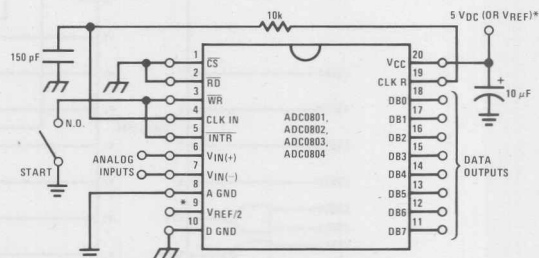 10k
5 VDC (OR VREF)*
150 pF
1 CS
2 RD
3 WR
4 CLK IN
5 INTR
6 VIN(+)
7 VIN(−)
8 A GND
* 9 VREF/2
10 D GND
N.O.
START
ANALOG
INPUTS
ADC0801,
ADC0802,
ADC0803,
ADC0804
VCC 20
CLK R 19
DB0 18
DB1 17
DB2 16
DB3 15
DB4 14
DB5 13
DB6 12
DB7 11
+
10 μF
DATA
OUTPUTS